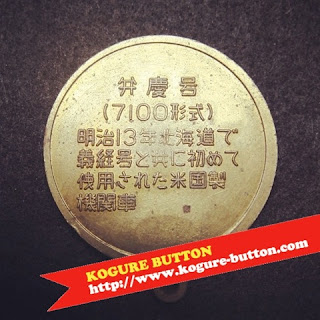 弁慶号
(7100形式)
明治13年北海道で
義経号と共に初めて
使用された米国製
機関車
KOGURE BUTTON
http://www.kogure-button.com